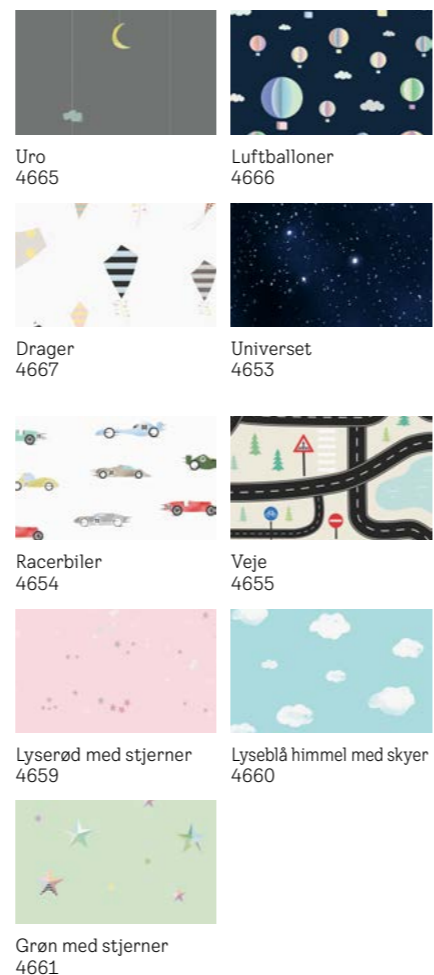 Uro
4665
Luftballoner
4666
Drager
4667
Universet
4653
Racerbiler
4654
Veje
4655
Lyserød med stjerner
4659
Lyseblå himmel med skyer
4660
Grøn med stjerner
4661